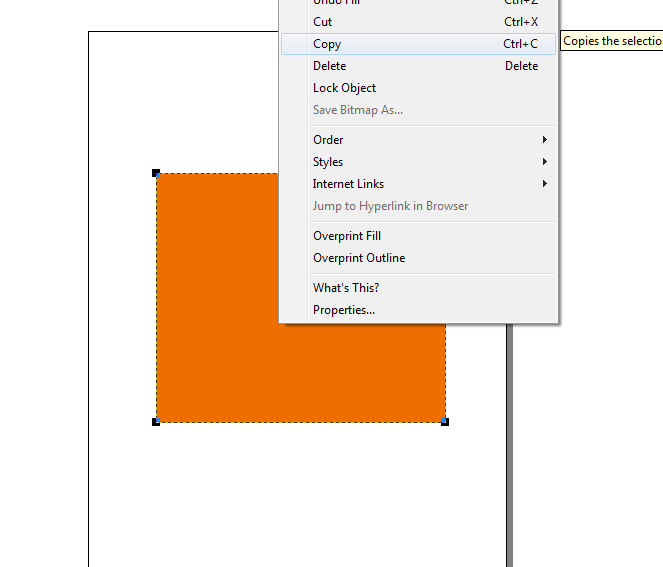 Undo Fill Ctrl+Z
Cut Ctrl+X
Copy Ctrl+C
Copies the selectio
Delete Delete
Lock Object
Save Bitmap As...
Order
Styles
Internet Links
Jump to Hyperlink in Browser
Overprint Fill
Overprint Outline
What's This?
Properties...